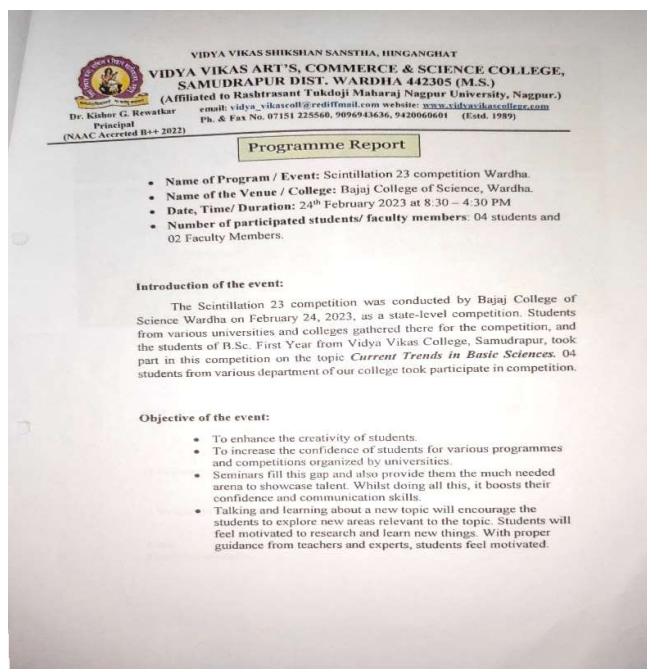 VIDYA VIKAS SHIKSHAN SANSTHA, HINGANGHAT
VIDYA VIKAS ART'S, COMMERCE & SCIENCE COLLEGE,
SAMUDRAPUR DIST. WARDHA 442305 (M.S.)
(Affiliated to Rashtrasant Tukdoji Maharaj Nagpur University, Nagpur.)
email: vidya_vikascoll@rediffmail.com website: www.vidyavikascollege.com
Ph. & Fax No. 07151 225560, 9096943636, 9420060601 (Estd. 1989)
Dr. Kishor G. Rewatkar
Principal
(NAAC Accreted B++ 2022)
Programme Report
• Name of Program / Event: Scintillation 23 competition Wardha.
• Name of the Venue / College: Bajaj College of Science, Wardha.
• Date, Time/ Duration: 24th February 2023 at 8:30 – 4:30 PM
• Number of participated students/ faculty members: 04 students and
02 Faculty Members.
Introduction of the event:
The Scintillation 23 competition was conducted by Bajaj College of
Science Wardha on February 24, 2023, as a state-level competition. Students
from various universities and colleges gathered there for the competition, and
the students of B.Sc. First Year from Vidya Vikas College, Samudrapur, took
part in this competition on the topic Current Trends in Basic Sciences. 04
students from various department of our college took participate in competition.
Objective of the event:
• To enhance the creativity of students.
• To increase the confidence of students for various programmes
and competitions organized by universities.
• Seminars fill this gap and also provide them the much needed
arena to showcase talent. Whilst doing all this, it boosts their
confidence and communication skills.
• Talking and learning about a new topic will encourage the
students to explore new areas relevant to the topic. Students will
feel motivated to research and learn new things. With proper
guidance from teachers and experts, students feel motivated.